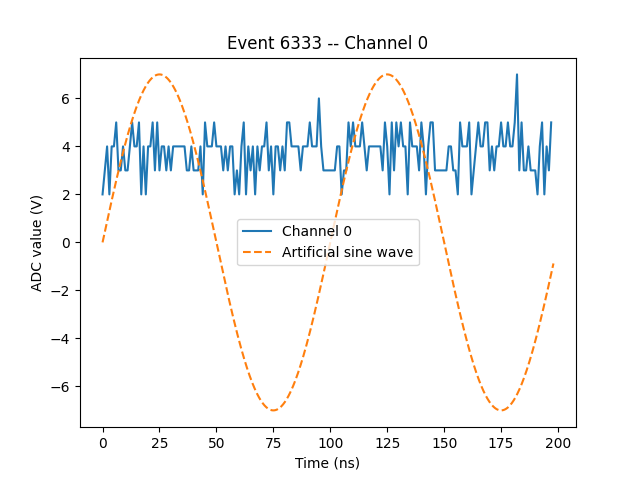 Event 6333 -- Channel 0
ADC value (V)
6
4
2
0
−2
−4
−6
Channel 0
Artificial sine wave
0 25 50 75 100 125 150 175 200
Time (ns)